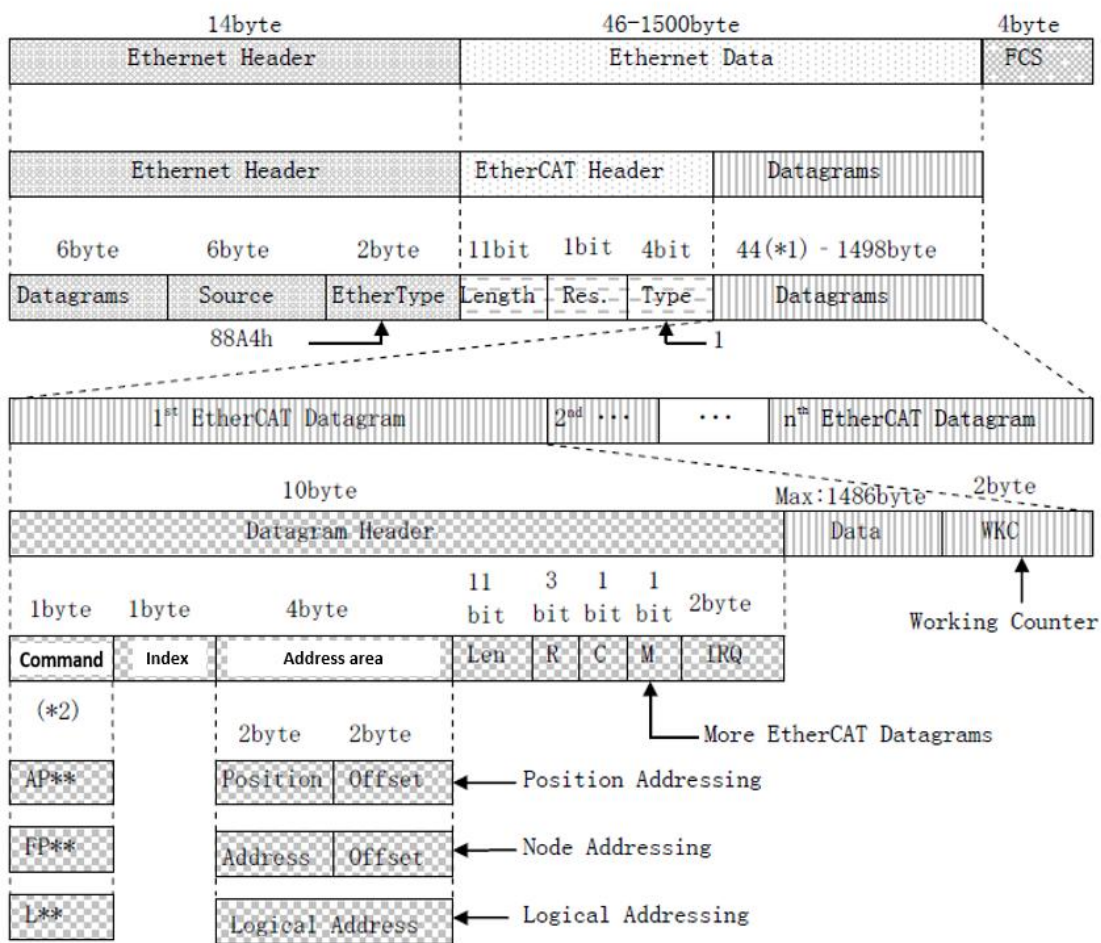 14byte 46-1500byte 4byte
Ethernet Header Ethernet Data FCS
Ethernet Header EtherCAT Header Datagrams
6byte 6byte 2byte 11bit 1bit 4bit 44(*1) - 1498byte
Datagrams Source EtherType Length Res. Type Datagrams
88A4h 1
1st EtherCAT Datagram 2nd ··· ··· nth EtherCAT Datagram
10byte Max:1486byte 2byte
Datagram Header Data WKC
11 3 1 1
1byte 1byte 4byte bit bit bit bit 2byte
Working Counter
Command Index Address area Len R C M IRQ
(*2)
2byte 2byte More EtherCAT Datagrams
AP** Position Offset Position Addressing
FP** Address Offset Node Addressing
L** Logical Address Logical Addressing